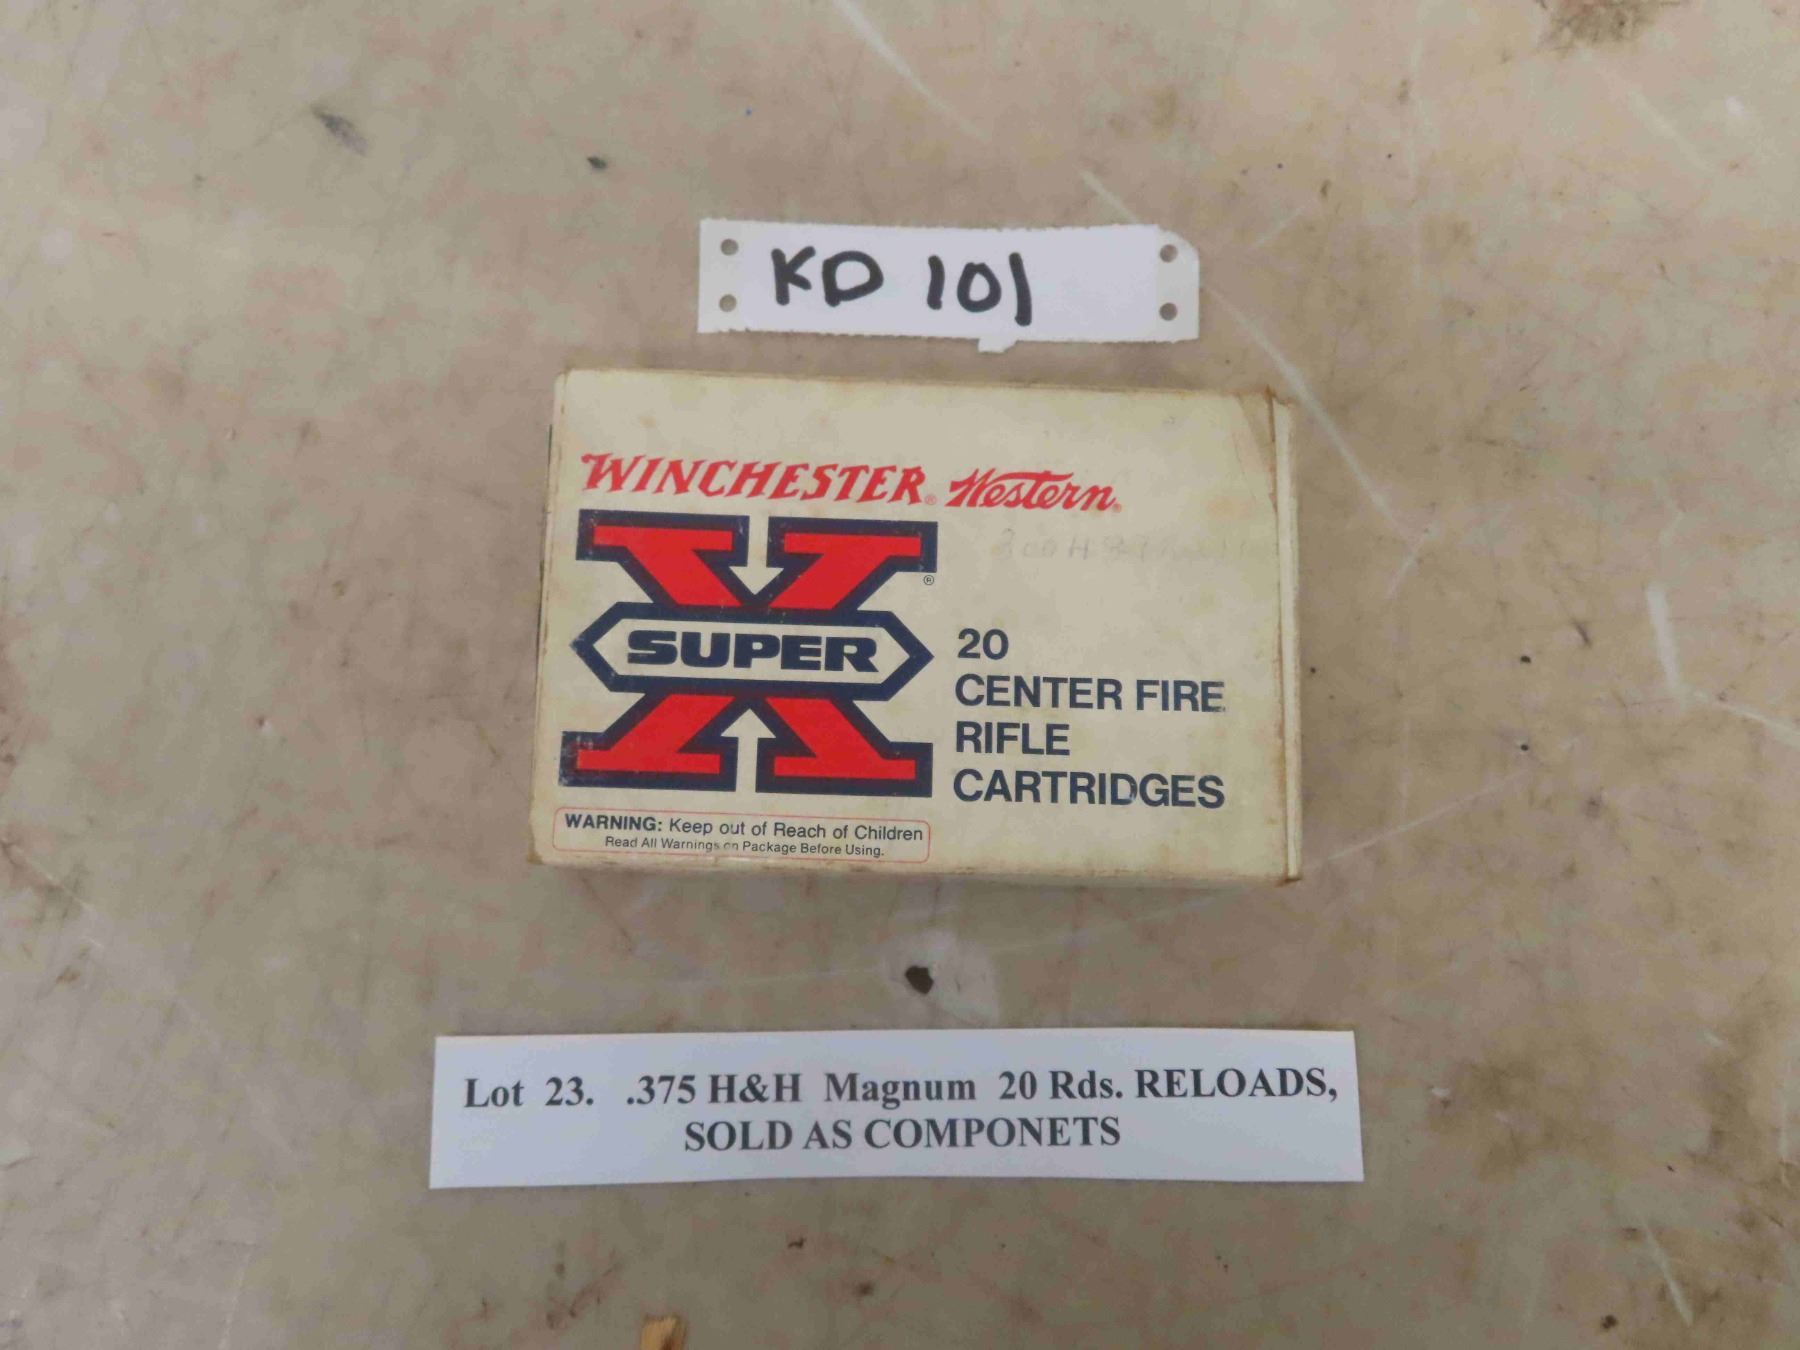 KD 101
WINCHESTER® Western®
300 H
X ®
SUPER
20
CENTER FIRE
RIFLE
CARTRIDGES
WARNING: Keep out of Reach of Children
Read All Warnings on Package Before Using.
Lot 23. .375 H&H Magnum 20 Rds. RELOADS,
SOLD AS COMPONETS